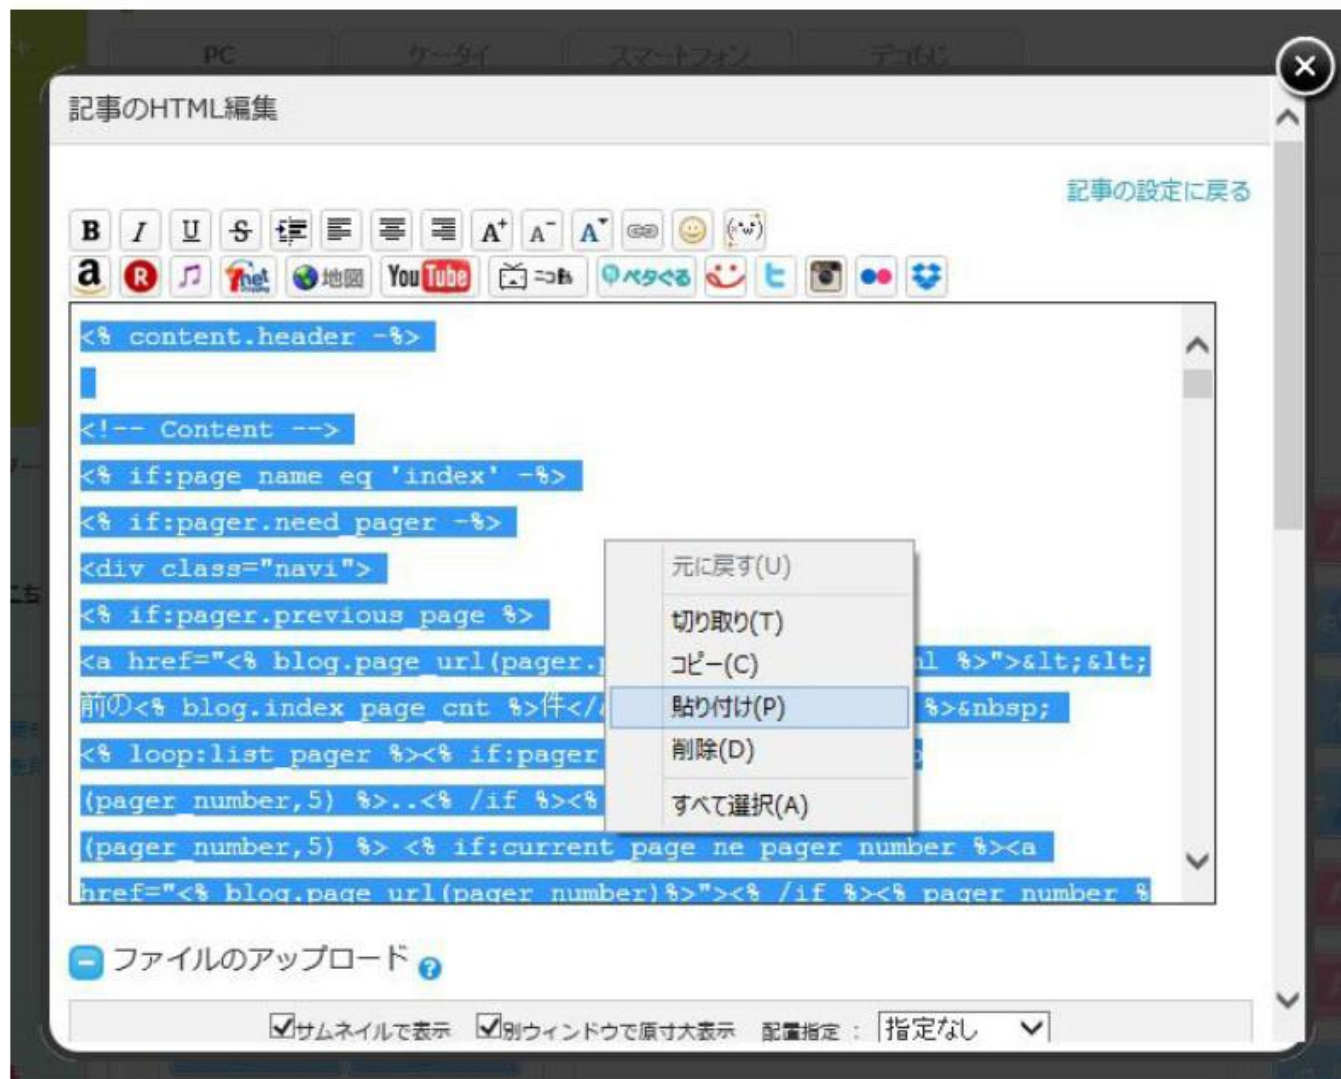 PC ケータイ スマートフォン デコもじ
記事のHTML編集
記事の設定に戻る
B I U S A+ A- A
a R 7net 地図 You Tube ニコ動 ペタぐる
<% content.header -%>
<!-- Content -->
<% if:page_name eq 'index' -%>
<% if:pager.need_pager -%>
<div class="navi">
<% if:pager.previous_page %>
<a href="<% blog.page_url(pager.p
l %>">&lt;&lt;
前の<% blog.index_page_cnt %>件</
%>&nbsp;
<% loop:list_pager %><% if:pager
(pager_number,5) %>..<% /if %><%
(pager_number,5) %> <% if:current_page ne pager_number %><a
href="<% blog.page_url(pager_number)%>"><% /if %><% pager_number %
元に戻す(U)
切り取り(T)
コピー(C)
貼り付け(P)
削除(D)
すべて選択(A)
ファイルのアップロード ?
サムネイルで表示 別ウィンドウで原寸大表示 配置指定 : 指定なし